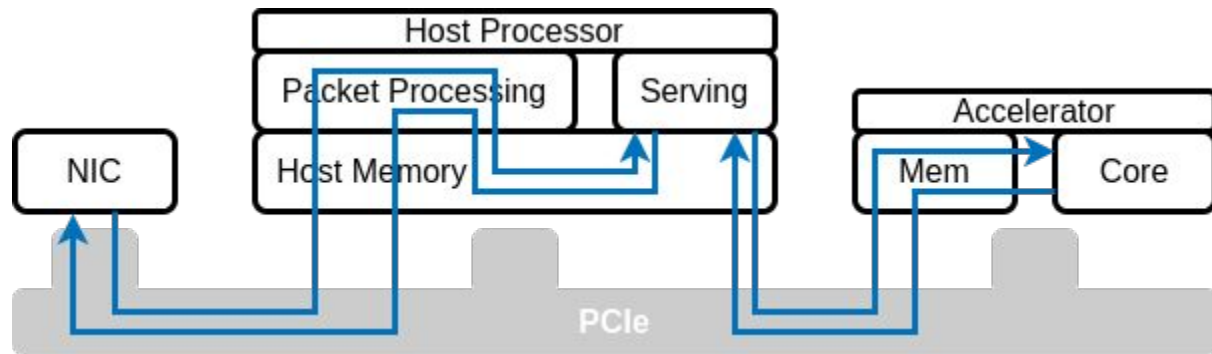 Host Processor
Packet Processing
Serving
Accelerator
NIC
Host Memory
Mem
Core
PCIe